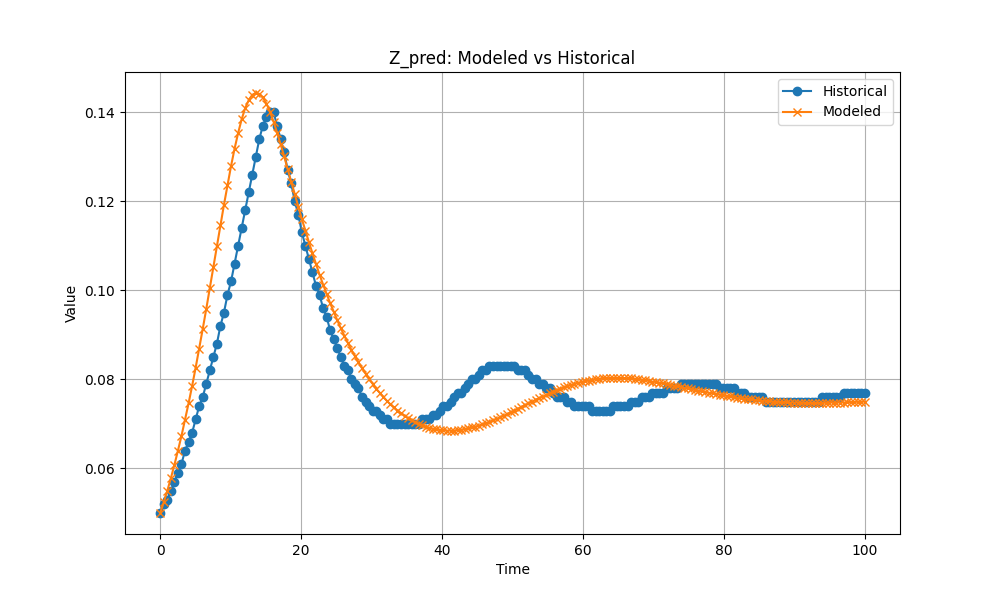 Z_pred: Modeled vs Historical
Historical
Modeled
Value
0.14
0.12
0.10
0.08
0.06
0
20
40
60
80
100
Time